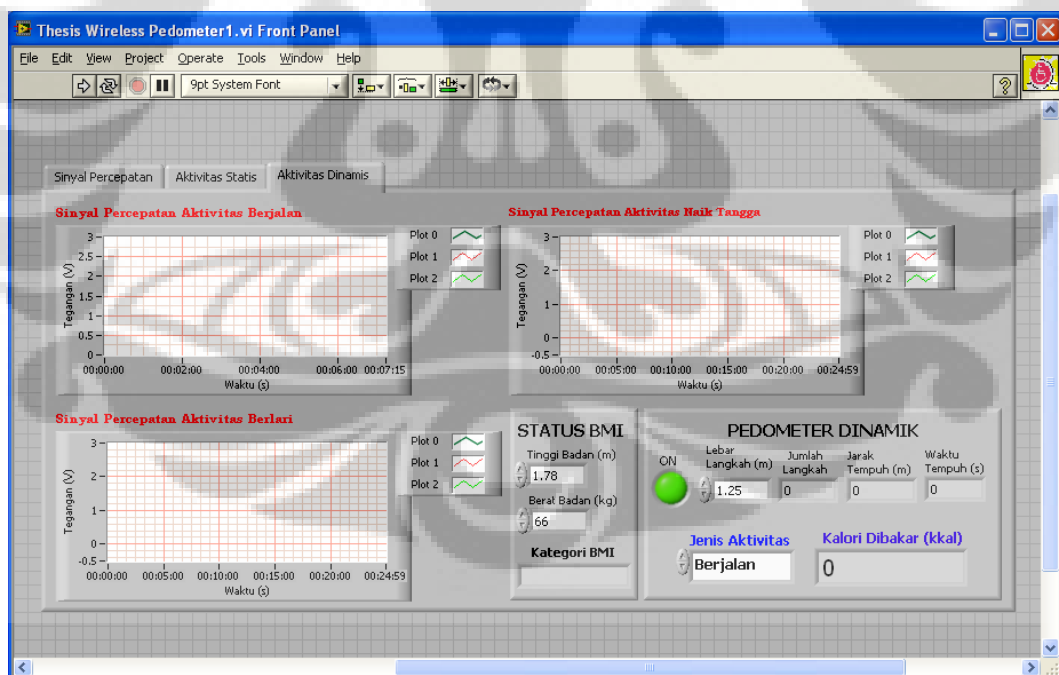 Thesis Wireless Pedometer1.vi Front Panel
File Edit View Project Operate Tools Window Help
9pt System Font
Sinyal Percepatan Aktivitas Statis Aktivitas Dinamis
Sinyal Percepatan Aktivitas Berjalan
Plot 0
Plot 1
Plot 2
Tegangan (V)
3
2.5
2
1.5
1
0.5
0
00:00:00 00:02:00 00:04:00 00:06:00 00:07:15
Waktu (s)
Sinyal Percepatan Aktivitas Naik Tangga
Plot 0
Plot 1
Plot 2
Tegangan (V)
3
2
1
0
-0.5
00:00:00 00:05:00 00:10:00 00:15:00 00:20:00 00:24:59
Waktu (s)
Sinyal Percepatan Aktivitas Berlari
Plot 0
Plot 1
Plot 2
Tegangan (V)
3
2
1
0
-0.5
00:00:00 00:05:00 00:10:00 00:15:00 00:20:00 00:24:59
Waktu (s)
STATUS BMI
Tinggi Badan (m)
1.78
Berat Badan (kg)
66
Kategori BMI
PEDOMETER DINAMIK
ON
Lebar
Langkah (m)
1.25
Jumlah
Langkah
0
Jarak
Tempuh (m)
0
Waktu
Tempuh (s)
0
Jenis Aktivitas
Berjalan
Kalori Dibakar (kkal)
0